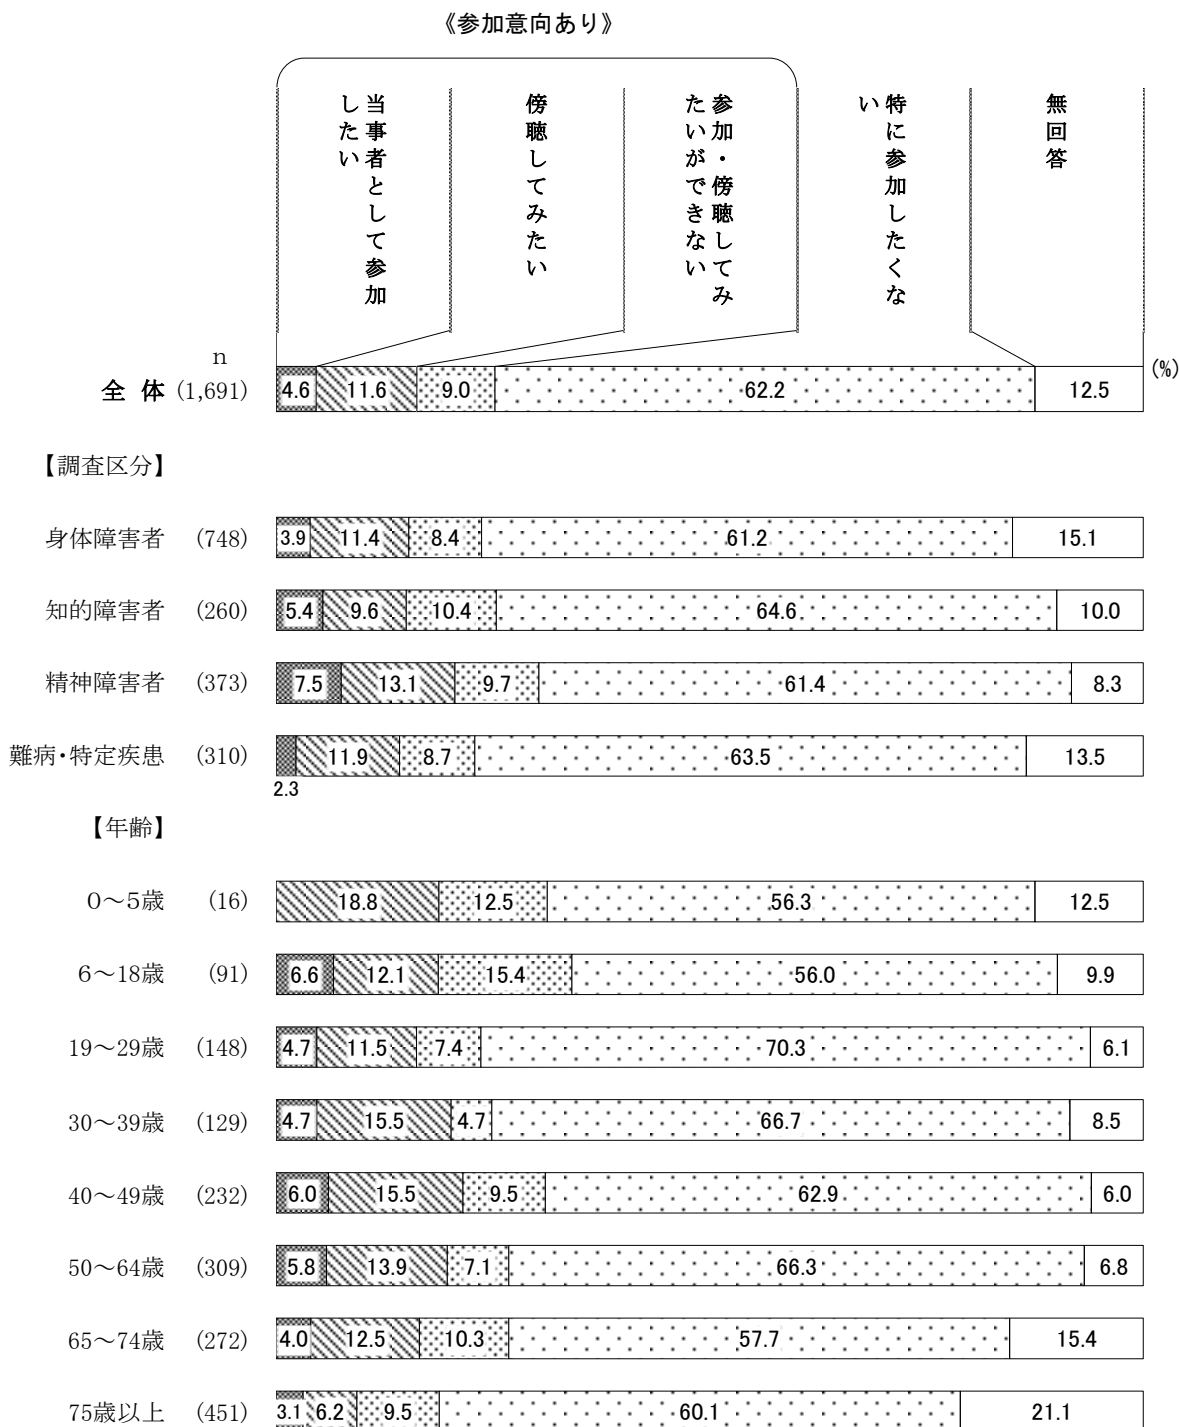 《参加意向あり》
当事者として参加
したい
傍聴してみたい
参加・傍聴してみ
たいができない
特に参加したくな
い
無回答
n
(%)
全 体 (1,691) 4.6 11.6 9.0 62.2 12.5
【調査区分】
身体障害者 (748) 3.9 11.4 8.4 61.2 15.1
知的障害者 (260) 5.4 9.6 10.4 64.6 10.0
精神障害者 (373) 7.5 13.1 9.7 61.4 8.3
難病・特定疾患 (310) 11.9 8.7 63.5 13.5
2.3
【年齢】
0～5歳 (16) 18.8 12.5 56.3 12.5
6～18歳 (91) 6.6 12.1 15.4 56.0 9.9
19～29歳 (148) 4.7 11.5 7.4 70.3 6.1
30～39歳 (129) 4.7 15.5 4.7 66.7 8.5
40～49歳 (232) 6.0 15.5 9.5 62.9 6.0
50～64歳 (309) 5.8 13.9 7.1 66.3 6.8
65～74歳 (272) 4.0 12.5 10.3 57.7 15.4
75歳以上 (451) 3.1 6.2 9.5 60.1 21.1